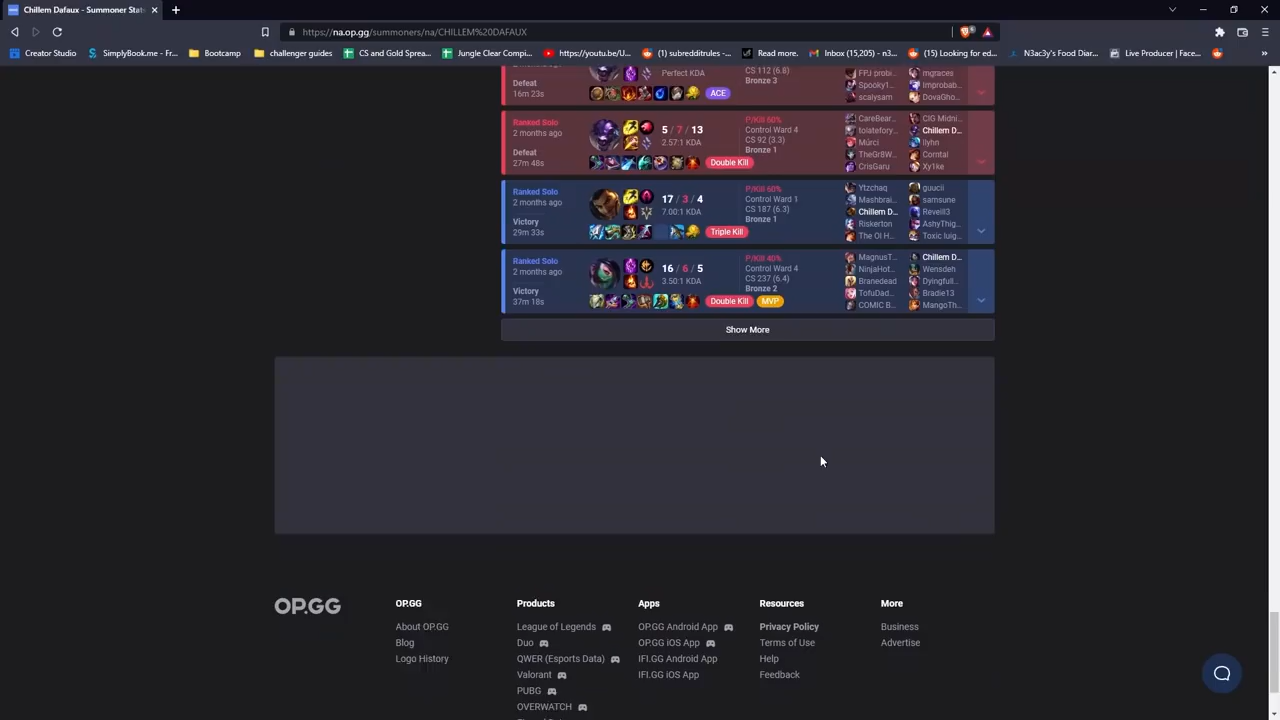 Chillem Dafaux - Summoner Stats
https://na.op.gg/summoners/na/CHILLEM%20DAFAUX
Creator Studio
SimplyBook.me - Fr...
Bootcamp
challenger guides
CS and Gold Sprea...
Jungle Clear Compi...
https://youtu.be/U...
(1) subredditrules -...
Read more.
Inbox (15,205) - n3...
(15) Looking for ed...
N3ac3y's Food Diar...
Live Producer | Face...
Defeat
16m 23s
Perfect KDA
ACE
CS 112 (6.8)
Bronze 3
FPJ probi...
Spooky1...
scalysam
mgraces
Improbab...
DovaGho...
Ranked Solo
2 months ago
Defeat
27m 48s
5 / 7 / 13
2.57:1 KDA
Double Kill
P/Kill 60%
Control Ward 4
CS 92 (3.3)
Bronze 1
CareBear...
tolatefory...
Múrci
TheGr8W...
CrisGaru
CIG Midni...
Chillem D...
Ranked Solo
2 months ago
Victory
29m 33s
17 / 3 / 4
7.00:1 KDA
Triple Kill
P/Kill 60%
Control Ward 1
CS 187 (6.3)
Bronze 1
Ytzchaq
Mashbrai...
Chillem D...
Riskerton
The Ol H...
guucii
samsune
AshyThig...
Toxic luig...
Ranked Solo
2 months ago
Victory
37m 18s
16 / 6 / 5
3.50:1 KDA
Double Kill
MVP
P/Kill 40%
Control Ward 4
CS 237 (6.4)
Bronze 2
MagnusT...
NinjaHot...
Branedead
TofuDad...
COMIC B...
Chillem D...
Wensdeh
Dyingfull...
Bradie13
MangoTh...
Show More
OP.GG
OP.GG
About OP.GG
Blog
Logo History
Products
League of Legends
Duo
QWER (Esports Data)
Valorant
PUBG
OVERWATCH
Apps
OP.GG Android App
OP.GG iOS App
IFI.GG Android App
IFI.GG iOS App
Resources
Privacy Policy
Terms of Use
Help
Feedback
More
Business
Advertise